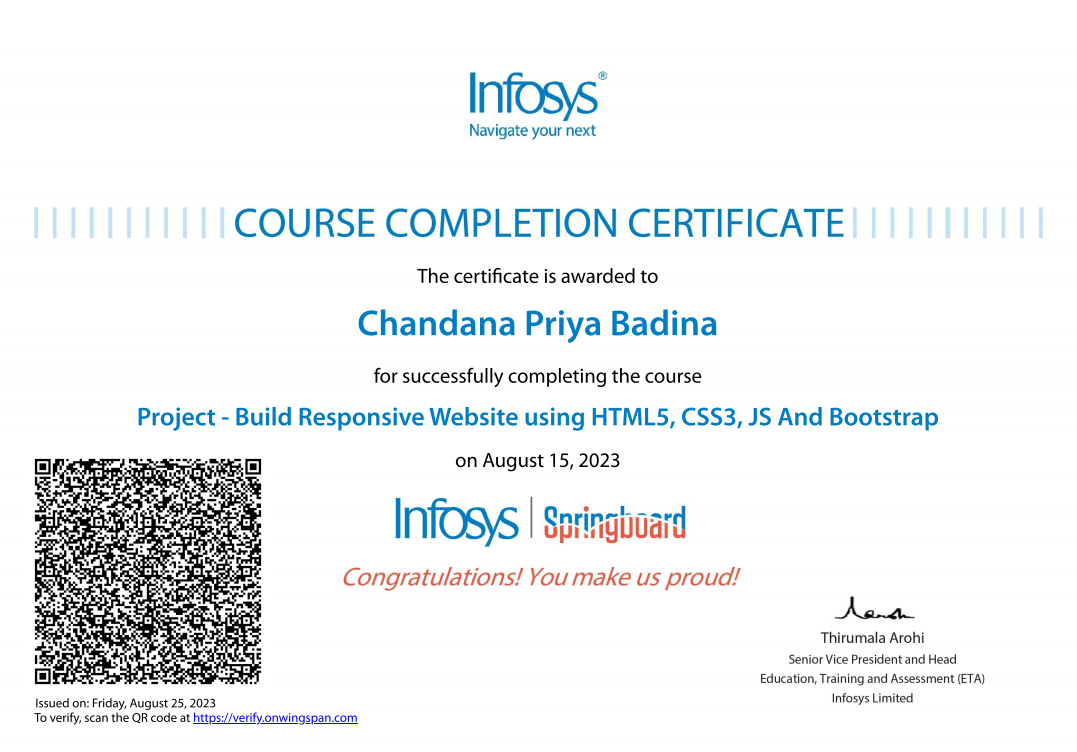 Infosys®
Navigate your next
COURSE COMPLETION CERTIFICATE
The certificate is awarded to
Chandana Priya Badina
for successfully completing the course
Project - Build Responsive Website using HTML5, CSS3, JS And Bootstrap
on August 15, 2023
Infosys | Springboard
Congratulations! You make us proud!
Thirumala Arohi
Senior Vice President and Head
Education, Training and Assessment (ETA)
Infosys Limited
Issued on: Friday, August 25, 2023
To verify, scan the QR code at https://verify.onwingspan.com